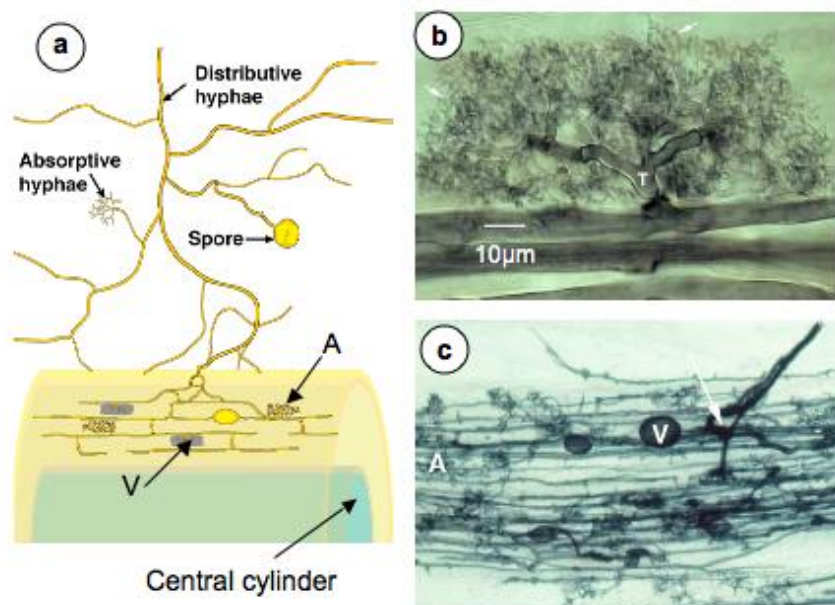 a
Distributive
hyphae
Absorptive
hyphae
Spore
A
V
Central cylinder
b
T
10µm
c
V
A